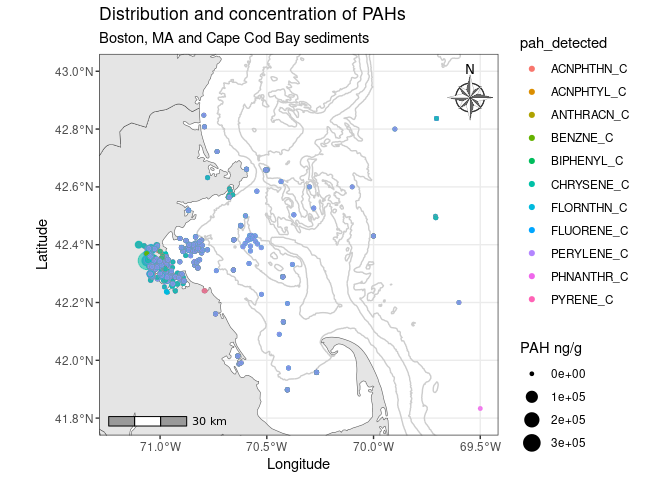 Distribution and concentration of PAHs
Boston, MA and Cape Cod Bay sediments
43.0°N
42.8°N
42.6°N
42.4°N
42.2°N
42.0°N
41.8°N
Latitude
N
30 km
71.0°W
70.5°W
70.0°W
69.5°W
Longitude
pah_detected
ACNPHTHN_C
ACNPHTYL_C
ANTHRACN_C
BENZNE_C
BIPHENYL_C
CHRYSENE_C
FLORNTHN_C
FLUORENE_C
PERYLENE_C
PHNANTHR_C
PYRENE_C
PAH ng/g
0e+00
1e+05
2e+05
3e+05